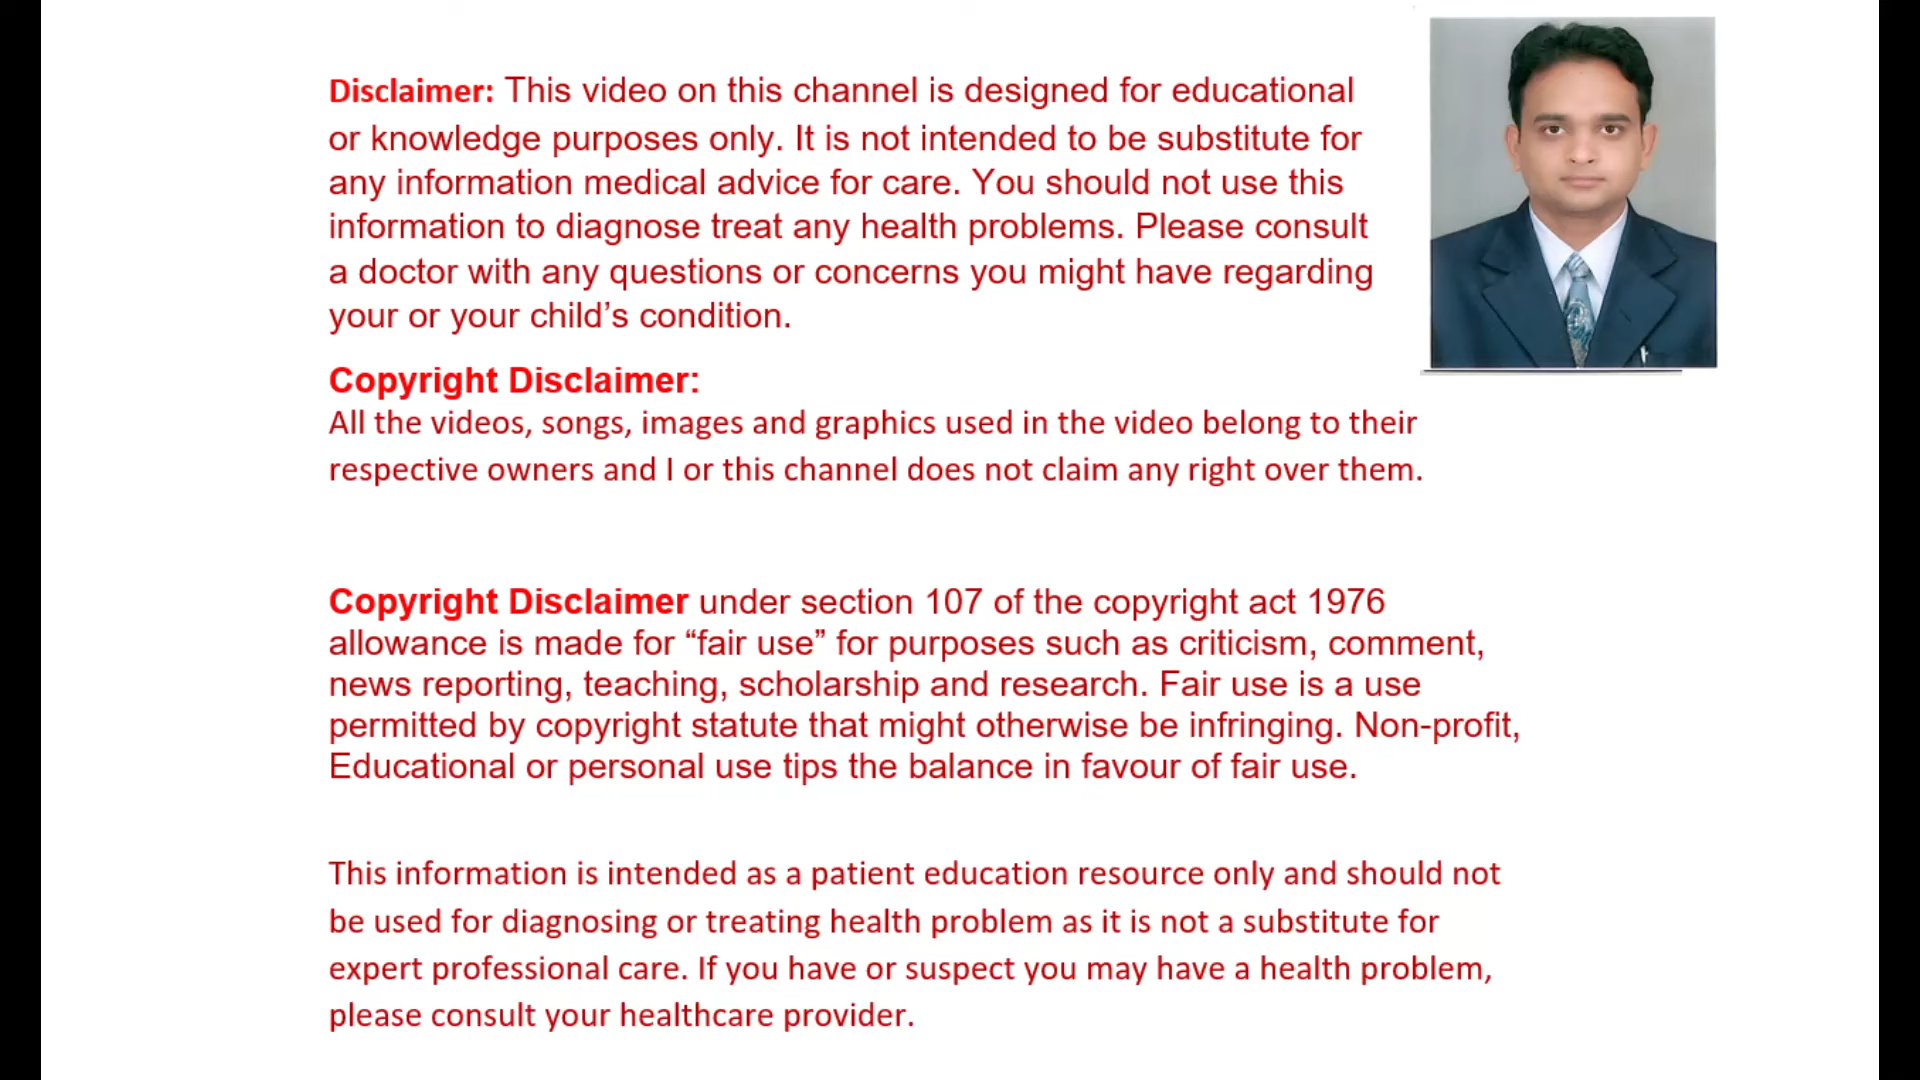 Disclaimer: This video on this channel is designed for educational
or knowledge purposes only. It is not intended to be substitute for
any information medical advice for care. You should not use this
information to diagnose treat any health problems. Please consult
a doctor with any questions or concerns you might have regarding
your or your child’s condition.
Copyright Disclaimer:
All the videos, songs, images and graphics used in the video belong to their
respective owners and I or this channel does not claim any right over them.
Copyright Disclaimer under section 107 of the copyright act 1976
allowance is made for “fair use” for purposes such as criticism, comment,
news reporting, teaching, scholarship and research. Fair use is a use
permitted by copyright statute that might otherwise be infringing. Non-profit,
Educational or personal use tips the balance in favour of fair use.
This information is intended as a patient education resource only and should not
be used for diagnosing or treating health problem as it is not a substitute for
expert professional care. If you have or suspect you may have a health problem,
please consult your healthcare provider.